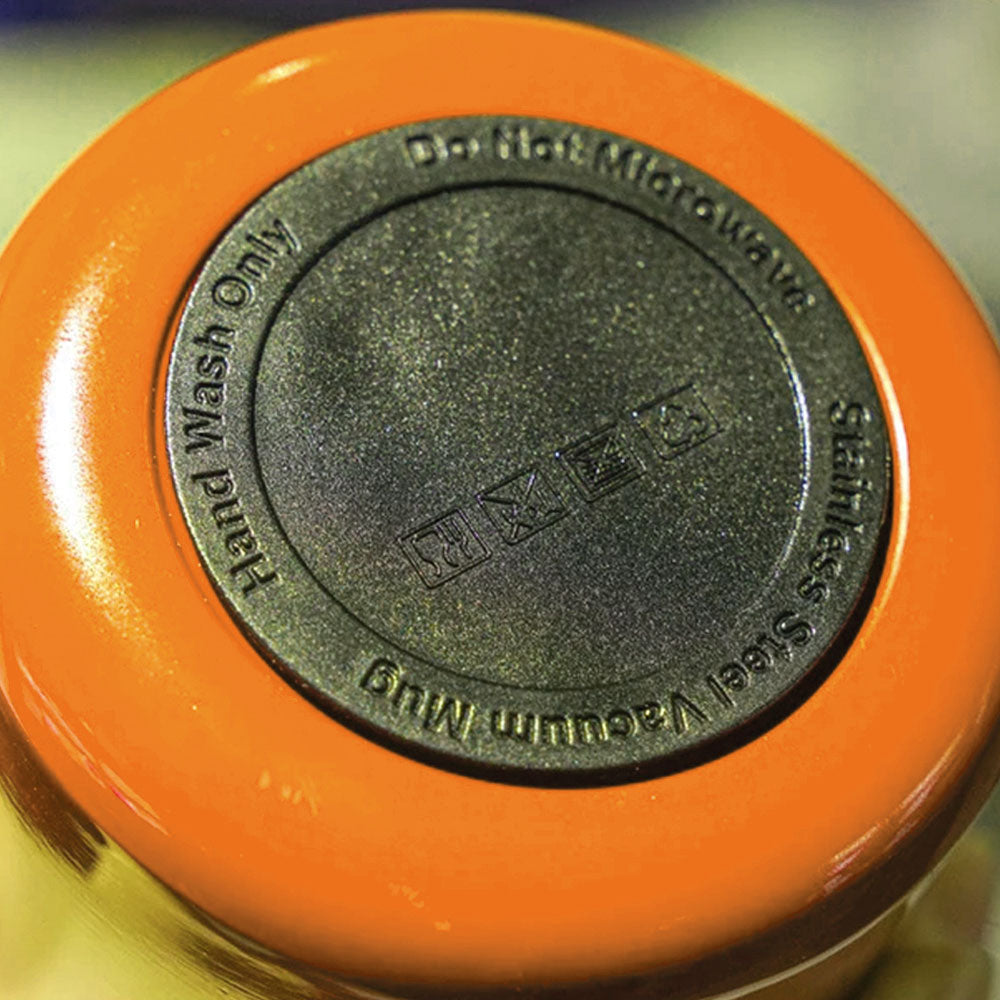 Do Not Microwave
Stainless Steel Vacuum Mug
Hand Wash Only